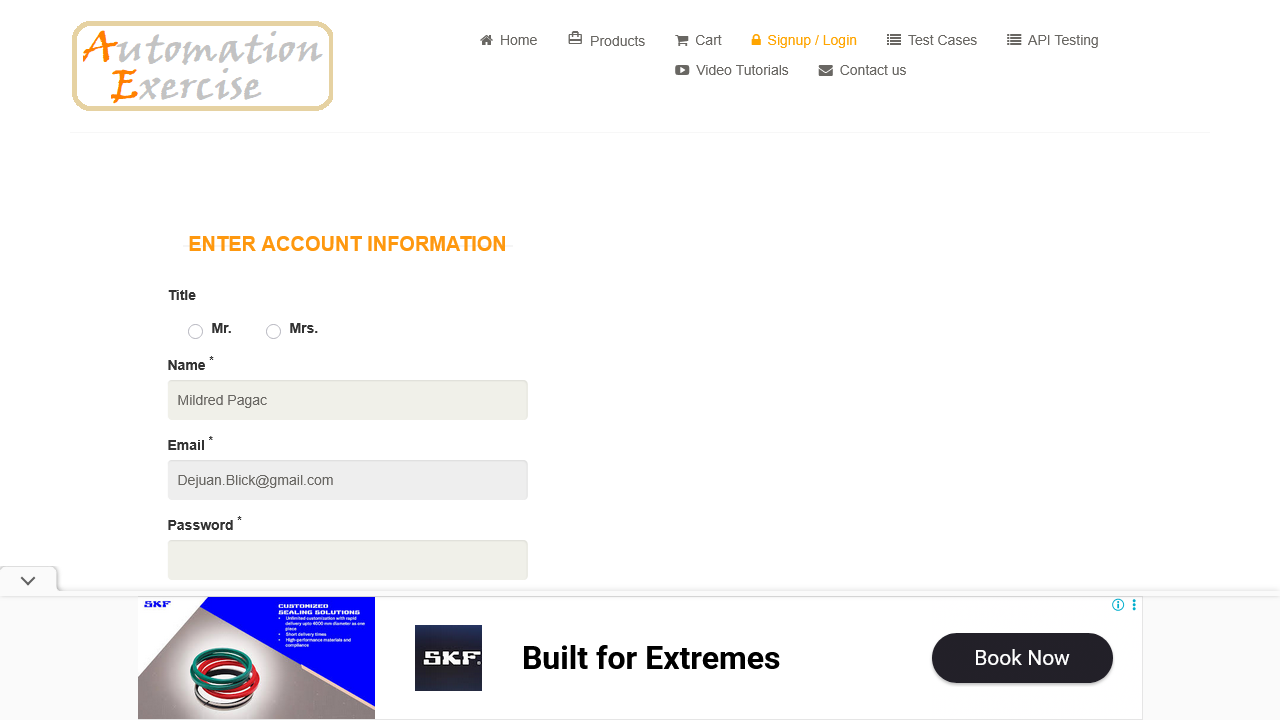 Automation
Exercise
Home
Products
Cart
Signup / Login
Test Cases
API Testing
Video Tutorials
Contact us
ENTER ACCOUNT INFORMATION
Title
Mr.
Mrs.
Name *
Mildred Pagac
Email *
Dejuan.Blick@gmail.com
Password *
SKF
CUSTOMIZED
SEALING SOLUTIONS
• Unlimited customisation with rapid
delivery upto 4000 mm diameter as one
piece
• Short delivery times
• High-performance materials and
compliance
SKF.
Built for Extremes
Book Now